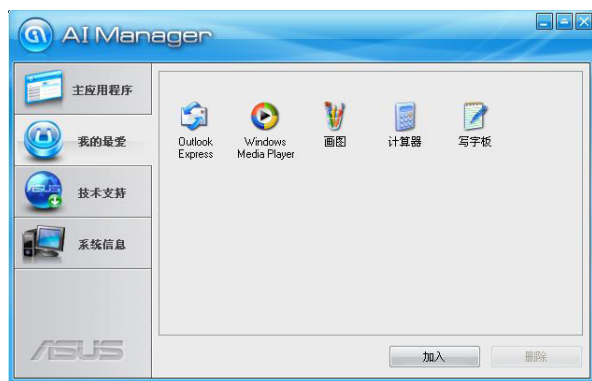 AI Manager
主应用程序
我的最爱
技术支持
系统信息
Outlook
Express
Windows
Media Player
画图
计算器
写字板
ASUS
ASUS
加入
删除